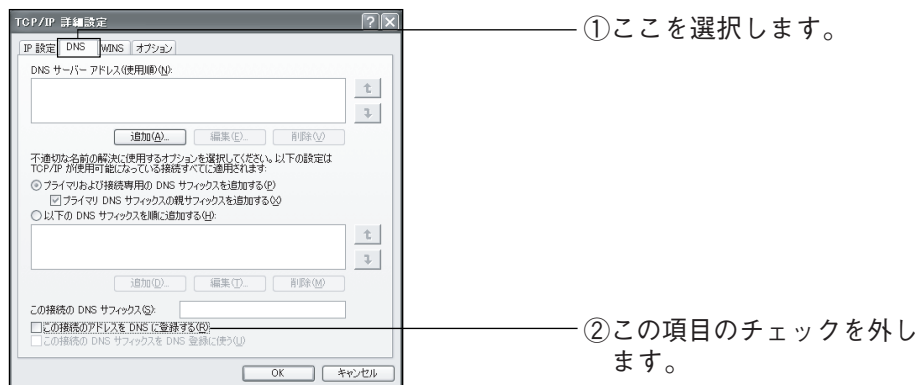 TCP/IP 詳細設定
①ここを選択します。
IP 設定 DNS WINS オプション
DNS サーバー アドレス(使用順)(N):
追加(A)... 編集(E)... 削除(V)
不適切な名前の解決に使用するオプションを選択してください。以下の設定は
TCP/IP が使用可能になっている接続すべてに適用されます:
プライマリおよび接続専用の DNS サフィックスを追加する(P)
プライマリ DNS サフィックスの親サフィックスを追加する(X)
以下の DNS サフィックスを順に追加する(H):
追加(D)... 編集(T)... 削除(M)
この接続の DNS サフィックス(S):
この接続のアドレスを DNS に登録する(R)
②この項目のチェックを外し
ます。
この接続の DNS サフィックスを DNS 登録に使う(U)
OK キャンセル